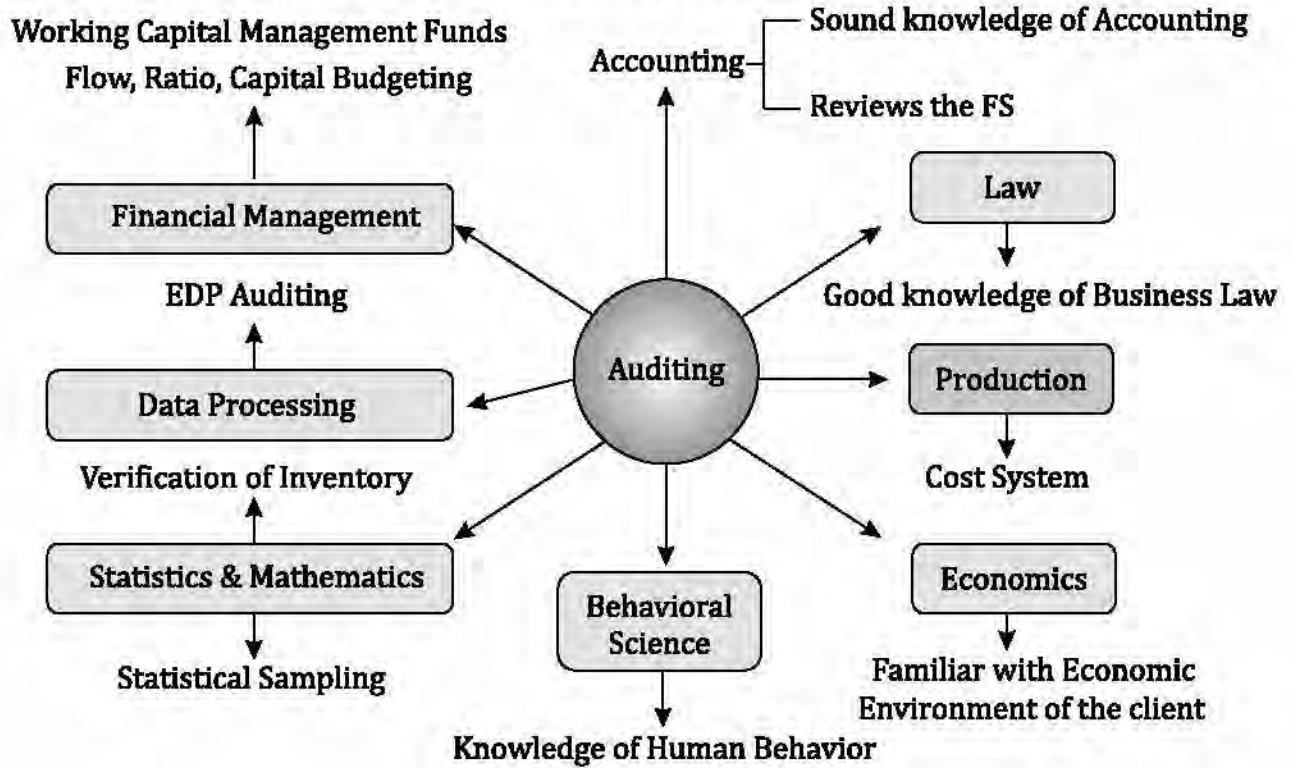 Working Capital Management Funds
Flow, Ratio, Capital Budgeting
Financial Management
EDP Auditing
Data Processing
Verification of Inventory
Statistics & Mathematics
Statistical Sampling
Accounting
Sound knowledge of Accounting
Reviews the FS
Auditing
Behavioral
Science
Knowledge of Human Behavior
Law
Good knowledge of Business Law
Production
Cost System
Economics
Familiar with Economic
Environment of the client